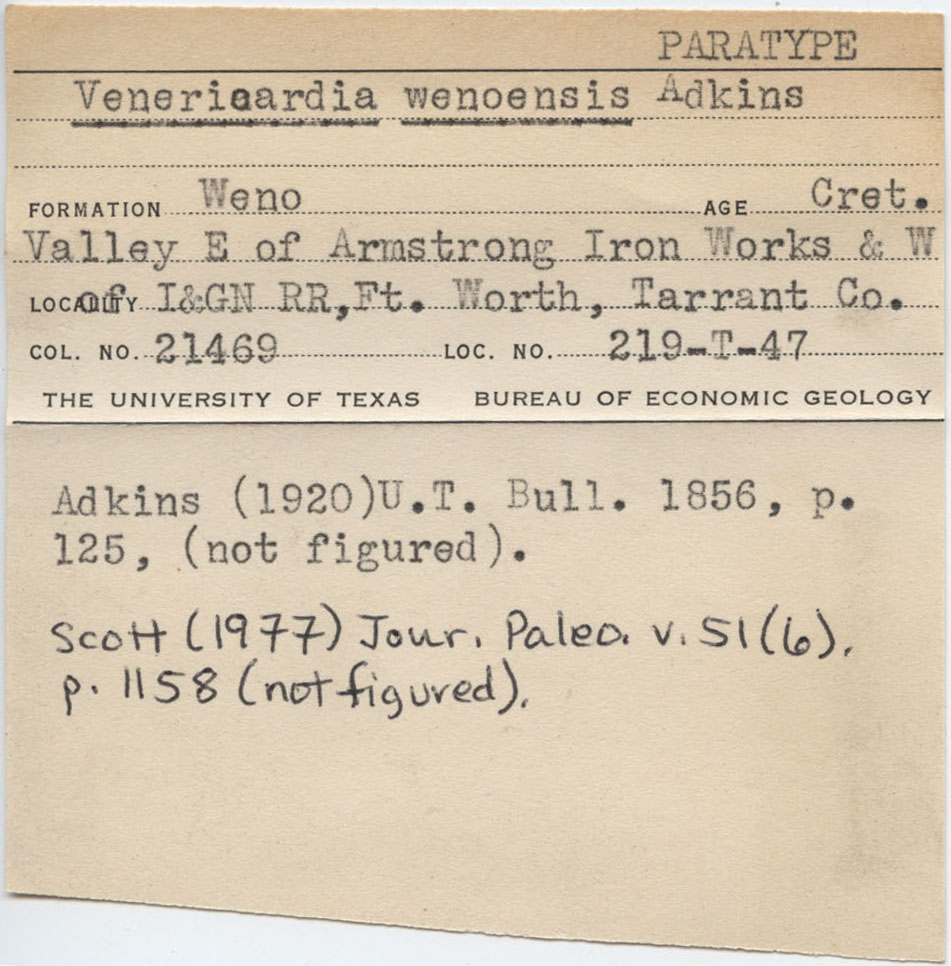 PARATYPE
Venericardia wenoensis Adkins
FORMATION Weno AGE Cret.
Valley E of Armstrong Iron Works & W
LOCALITY of I&GN RR,Ft. Worth, Tarrant Co.
COL. NO. 21469 LOC. NO. 219-T-47
THE UNIVERSITY OF TEXAS BUREAU OF ECONOMIC GEOLOGY
Adkins (1920)U.T. Bull. 1856, p.
125, (not figured).
Scott (1977) Jour. Paleo. v. 51(6),
p. 1158 (not figured).